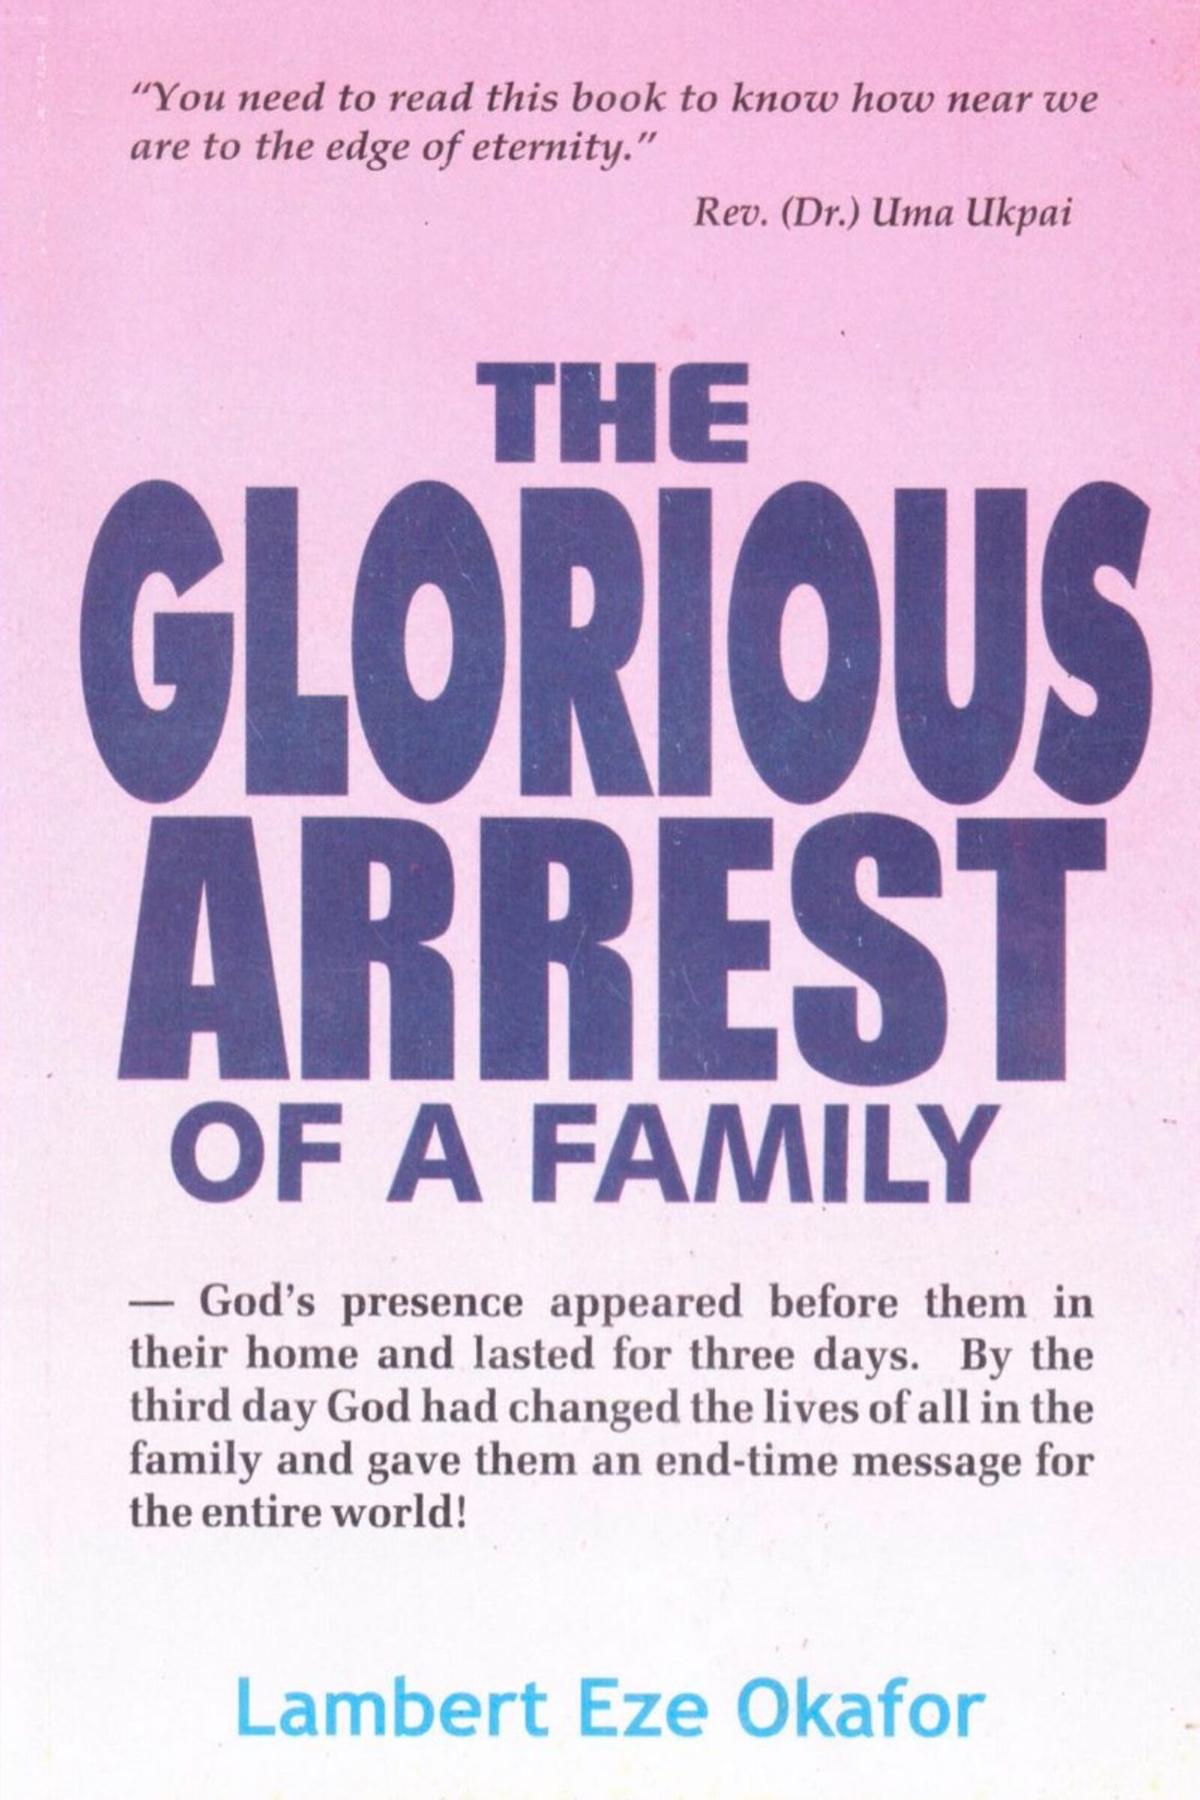 “You need to read this book to know how near we
are to the edge of eternity.”
Rev. (Dr.) Uma Ukpai
THE
GLORIOUS
ARREST
OF A FAMILY
— God’s presence appeared before them in
their home and lasted for three days. By the
third day God had changed the lives of all in the
family and gave them an end-time message for
the entire world!
Lambert Eze Okafor